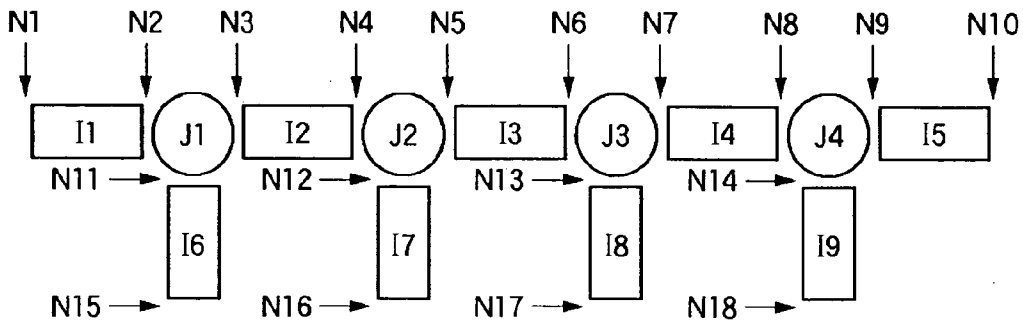 N1 N2 N3 N4 N5 N6 N7 N8 N9 N10
I1 J1 I2 J2 I3 J3 I4 J4 I5
N11 N12 N13 N14
I6 I7 I8 I9
N15 N16 N17 N18